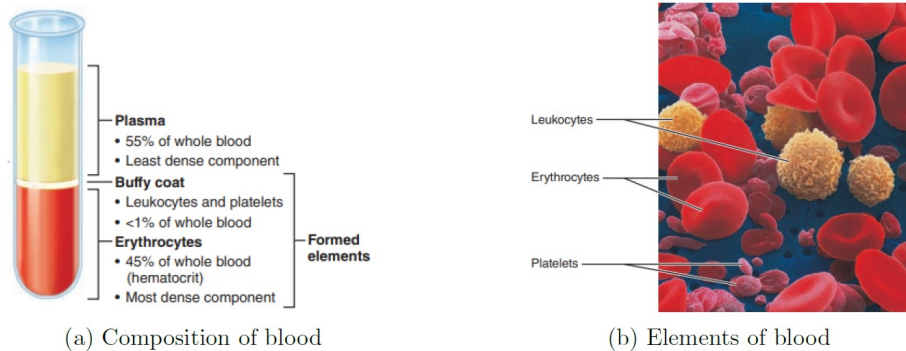 Plasma
• 55% of whole blood
• Least dense component
Buffy coat
• Leukocytes and platelets
• <1% of whole blood
Erythrocytes
• 45% of whole blood
(hematocrit)
• Most dense component
Formed
elements
(a) Composition of blood
Leukocytes
Erythrocytes
Platelets
(b) Elements of blood